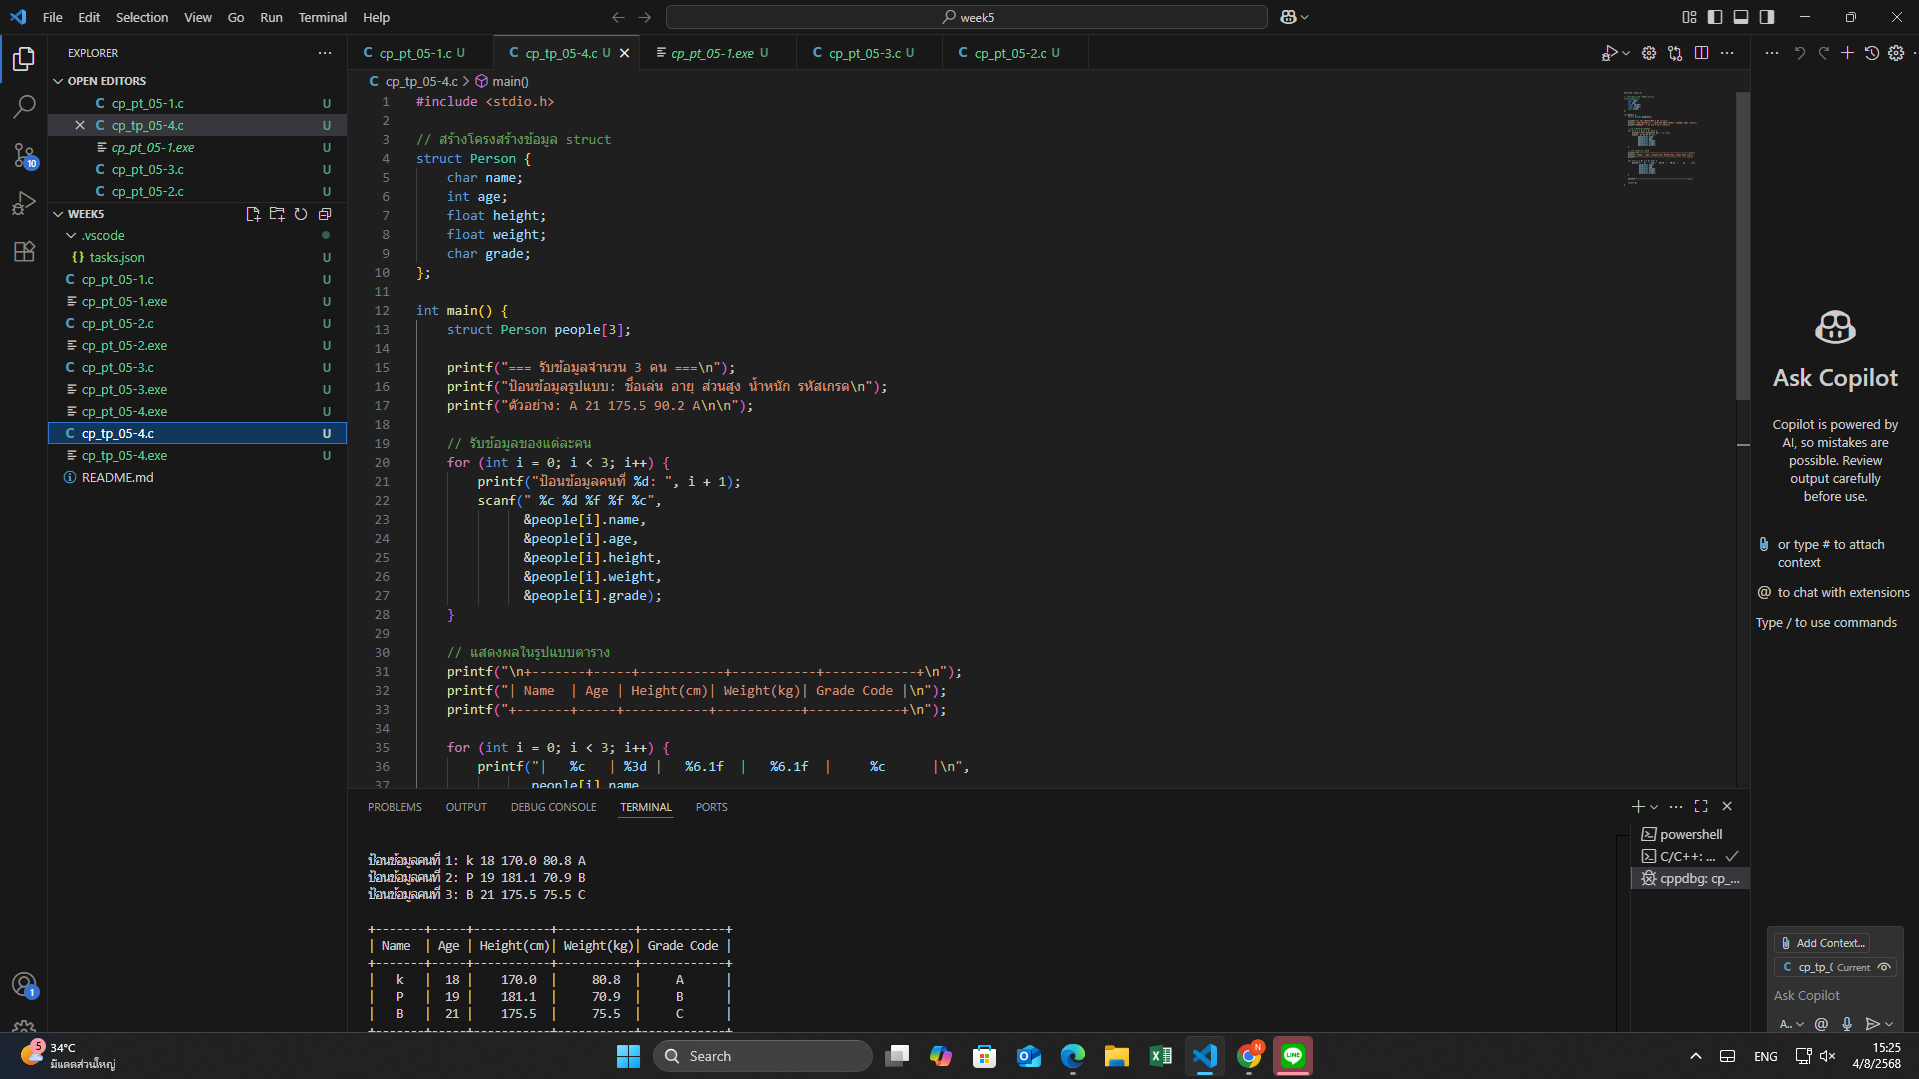 File Edit Selection View Go Run Terminal Help
week5
EXPLORER
OPEN EDITORS
cp_pt_05-1.c U
cp_tp_05-4.c U
cp_pt_05-1.exe U
cp_pt_05-3.c U
cp_pt_05-2.c U
WEEK5
.vscode
tasks.json U
cp_pt_05-1.c U
cp_pt_05-1.exe U
cp_pt_05-2.c U
cp_pt_05-2.exe U
cp_pt_05-3.c U
cp_pt_05-3.exe U
cp_pt_05-4.exe U
cp_tp_05-4.c U
cp_tp_05-4.exe U
README.md
10
1
cp_pt_05-1.c U cp_tp_05-4.c U cp_pt_05-1.exe U cp_pt_05-3.c U cp_pt_05-2.c U
cp_tp_05-4.c > main()
1 #include <stdio.h>
2
3 // สร้างโครงสร้างข้อมูล struct
4 struct Person {
5 char name;
6 int age;
7 float height;
8 float weight;
9 char grade;
10 };
11
12 int main() {
13 struct Person people[3];
14
15 printf("=== รับข้อมูลจำนวน 3 คน ===\n");
16 printf("ป้อนข้อมูลรูปแบบ: ชื่อเล่น อายุ ส่วนสูง น้ำหนัก รหัสเกรด\n");
17 printf("ตัวอย่าง: A 21 175.5 90.2 A\n\n");
18
19 // รับข้อมูลของแต่ละคน
20 for (int i = 0; i < 3; i++) {
21 printf("ป้อนข้อมูลคนที่ %d: ", i + 1);
22 scanf(" %c %d %f %f %c",
23 &people[i].name,
24 &people[i].age,
25 &people[i].height,
26 &people[i].weight,
27 &people[i].grade);
28 }
29
30 // แสดงผลในรูปแบบตาราง
31 printf("\n+-------+-----+-----------+-----------+------------+\n");
32 printf("| Name  | Age | Height(cm)| Weight(kg)| Grade Code |\n");
33 printf("+-------+-----+-----------+-----------+------------+\n");
34
35 for (int i = 0; i < 3; i++) {
36 printf("|   %c   | %3d |   %6.1f  |   %6.1f  |     %c      |\n",
37 people[i].name,
PROBLEMS OUTPUT DEBUG CONSOLE TERMINAL PORTS
ป้อนข้อมูลคนที่ 1: k 18 170.0 80.8 A
ป้อนข้อมูลคนที่ 2: P 19 181.1 70.9 B
ป้อนข้อมูลคนที่ 3: B 21 175.5 75.5 C
+-------+-----+-----------+-----------+------------+
| Name  | Age | Height(cm)| Weight(kg)| Grade Code |
+-------+-----+-----------+-----------+------------+
|   k   |  18 |    170.0  |     80.8  |     A      |
|   P   |  19 |    181.1  |     70.9  |     B      |
|   B   |  21 |    175.5  |     75.5  |     C      |
+-------+-----+-----------+-----------+------------+
powershell
C/C++: ...
cppdbg: cp_...
Ask Copilot
Copilot is powered by
AI, so mistakes are
possible. Review
output carefully
before use.
or type # to attach
context
@ to chat with extensions
Type / to use commands
Add Context...
cp_tp_( Current
Ask Copilot
A..
5
34°C
มีแดดส่วนใหญ่
Search
N
LINE
ENG
15:25
4/8/2568